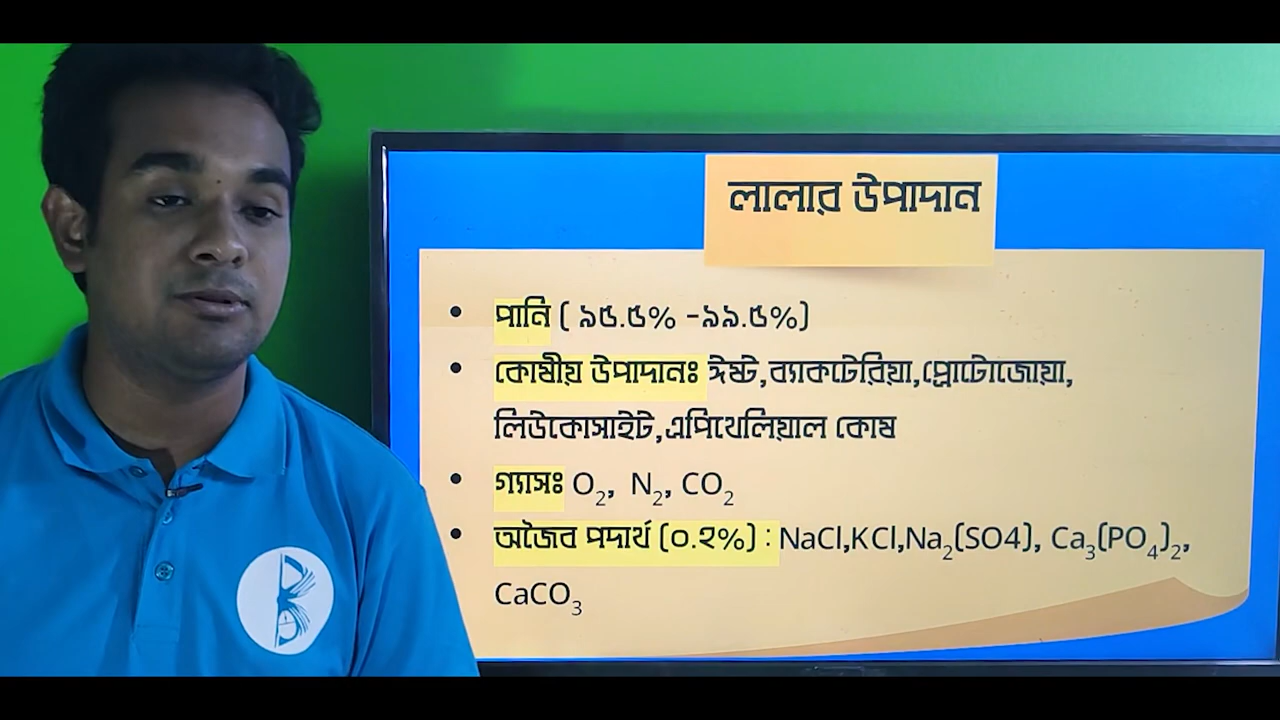 লালার উপাদান
• পানি ( ৯৫.৫% -৯৯.৫%)
• কোষীয় উপাদানঃ ঈষ্ট,ব্যাকটেরিয়া,প্রোটোজোয়া,
লিউকোসাইট,এপিথেলিয়াল কোষ
• গ্যাসঃ O₂, N₂, CO₂
• অজৈব পদার্থ (০.২%) : NaCl,KCl,Na₂(SO4), Ca₃(PO₄)₂,
CaCO₃